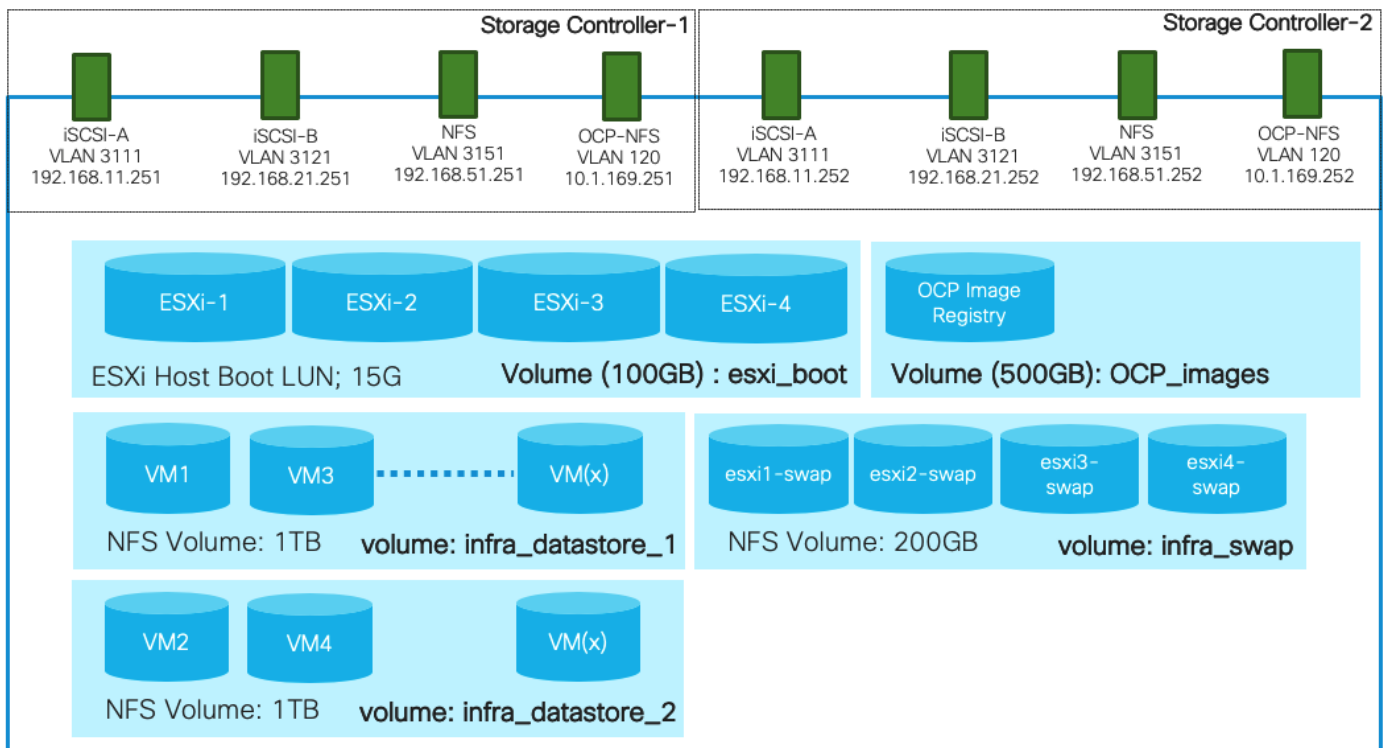 Storage Controller-1
Storage Controller-2
iSCSI-A
VLAN 3111
192.168.11.251
iSCSI-B
VLAN 3121
192.168.21.251
NFS
VLAN 3151
192.168.51.251
OCP-NFS
VLAN 120
10.1.169.251
iSCSI-A
VLAN 3111
192.168.11.252
iSCSI-B
VLAN 3121
192.168.21.252
NFS
VLAN 3151
192.168.51.252
OCP-NFS
VLAN 120
10.1.169.252
ESXi-1
ESXi-2
ESXi-3
ESXi-4
ESXi Host Boot LUN; 15G
Volume (100GB) : esxi_boot
OCP Image
Registry
Volume (500GB): OCP_images
VM1
VM3
VM(x)
NFS Volume: 1TB
volume: infra_datastore_1
esxi1-swap
esxi2-swap
esxi3-
swap
esxi4-
swap
NFS Volume: 200GB
volume: infra_swap
VM2
VM4
VM(x)
NFS Volume: 1TB
volume: infra_datastore_2